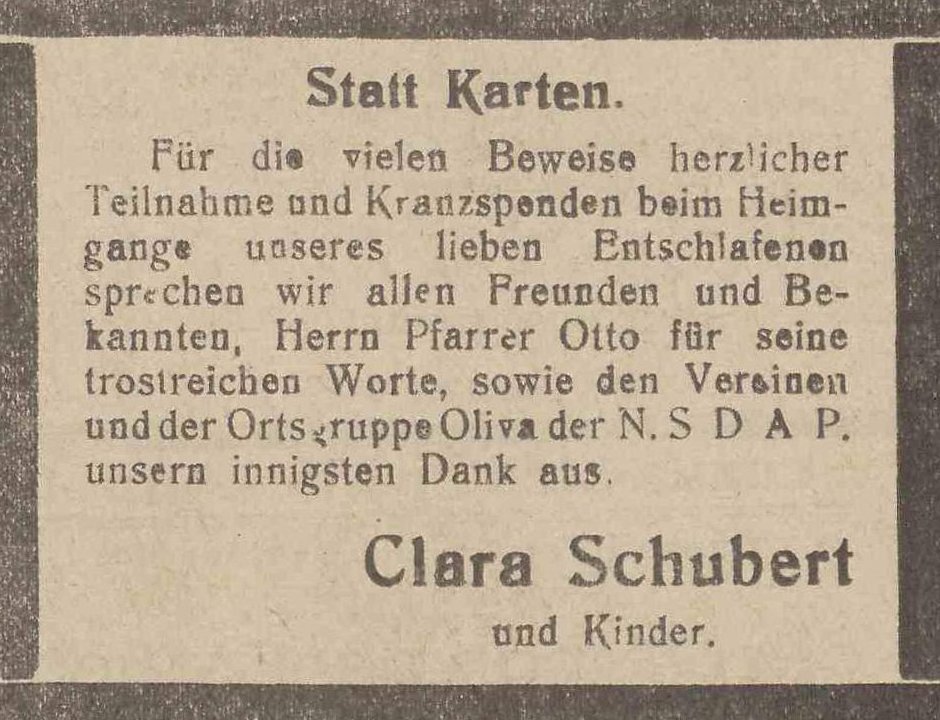 Statt Karten.
Für die vielen Beweise herzlicher
Teilnahme und Kranzspenden beim Heim-
gange unseres lieben Entschlafenen
sprechen wir allen Freunden und Be-
kannten, Herrn Pfarrer Otto für seine
trostreichen Worte, sowie den Vereinen
und der Ortsgruppe Oliva der N. S D A P.
unsern innigsten Dank aus.
Clara Schubert
und Kinder.